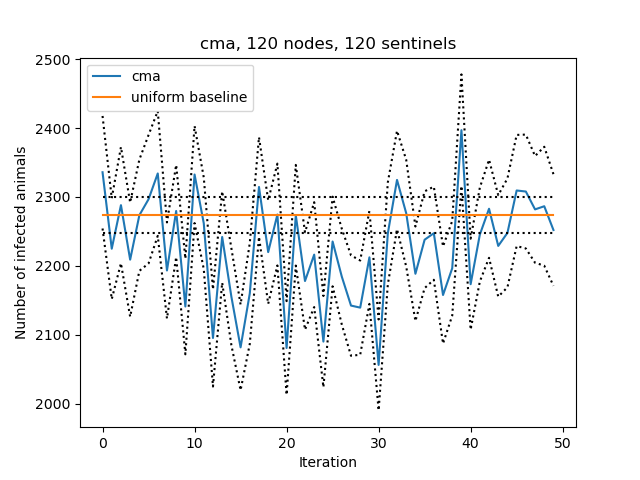 cma, 120 nodes, 120 sentinels
cma
uniform baseline
Number of infected animals
2500
2400
2300
2200
2100
2000
0 10 20 30 40 50
Iteration